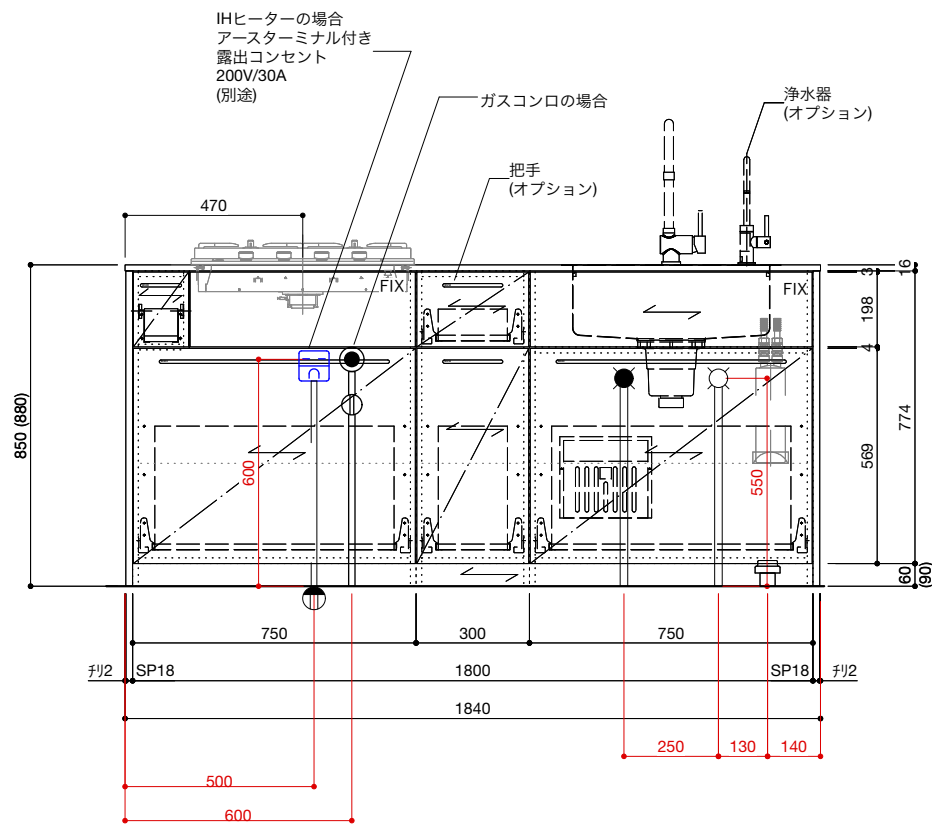 IHヒーターの場合
アースターミナル付き
露出コンセント
200V/30A
(別途)
ガスコンロの場合
浄水器
(オプション)
把手
(オプション)
470
FIX
FIX
16
3
198
4
850 (880)
774
569
600
550
60
(90)
750
300
750
ﾁﾘ2
SP18
1800
SP18
ﾁﾘ2
1840
250
130
140
500
600